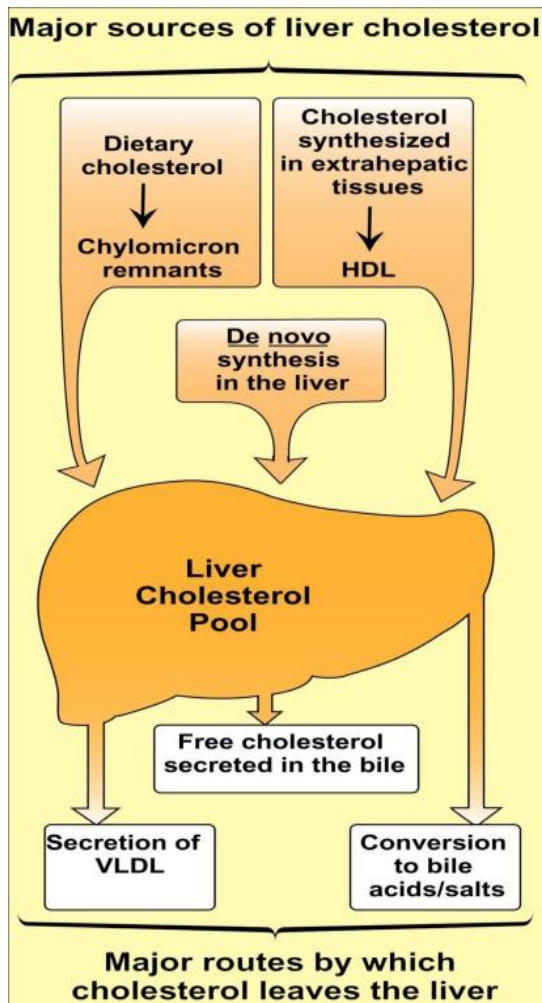 Major sources of liver cholesterol
Dietary
cholesterol
Chylomicron
remnants
Cholesterol
synthesized
in extrahepatic
tissues
HDL
De novo
synthesis
in the liver
Liver
Cholesterol
Pool
Free cholesterol
secreted in the bile
Secretion of
VLDL
Conversion
to bile
acids/salts
Major routes by which
cholesterol leaves the liver